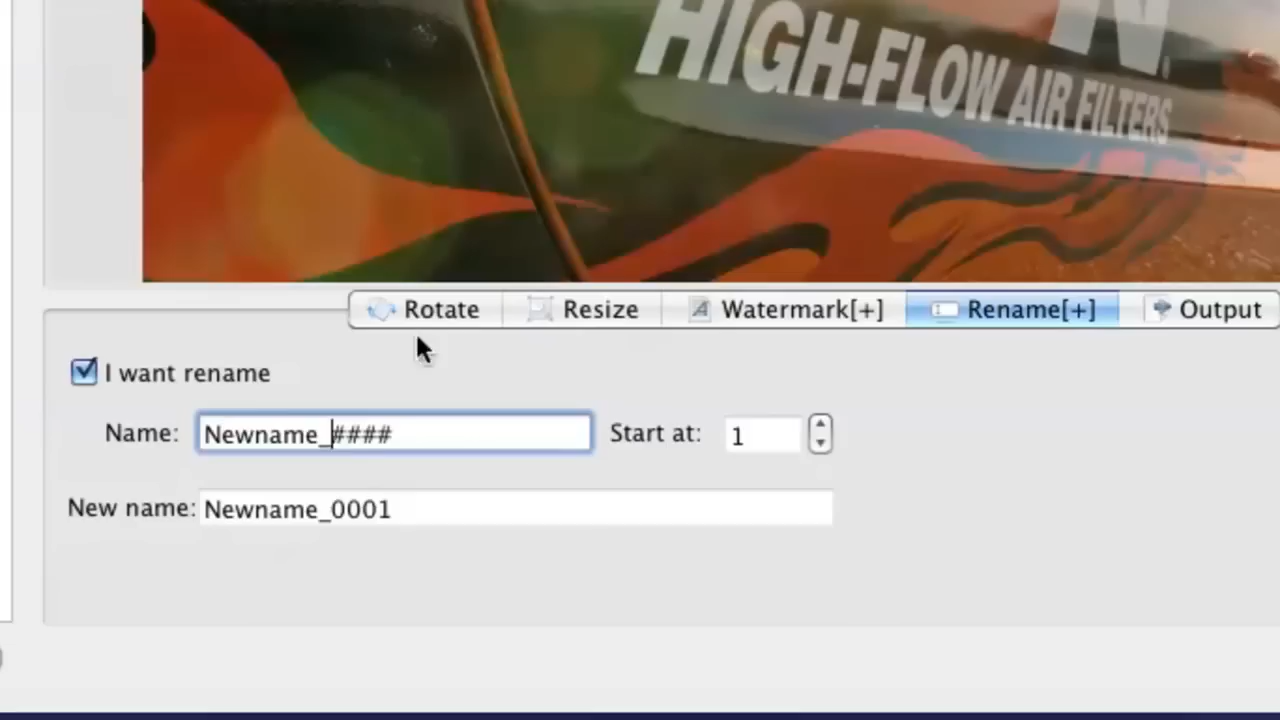 N
HIGH-FLOW AIR FILTERS
Rotate Resize Watermark[+] Rename[+] Output
I want rename
Name: Newname_#### Start at: 1
New name: Newname_0001